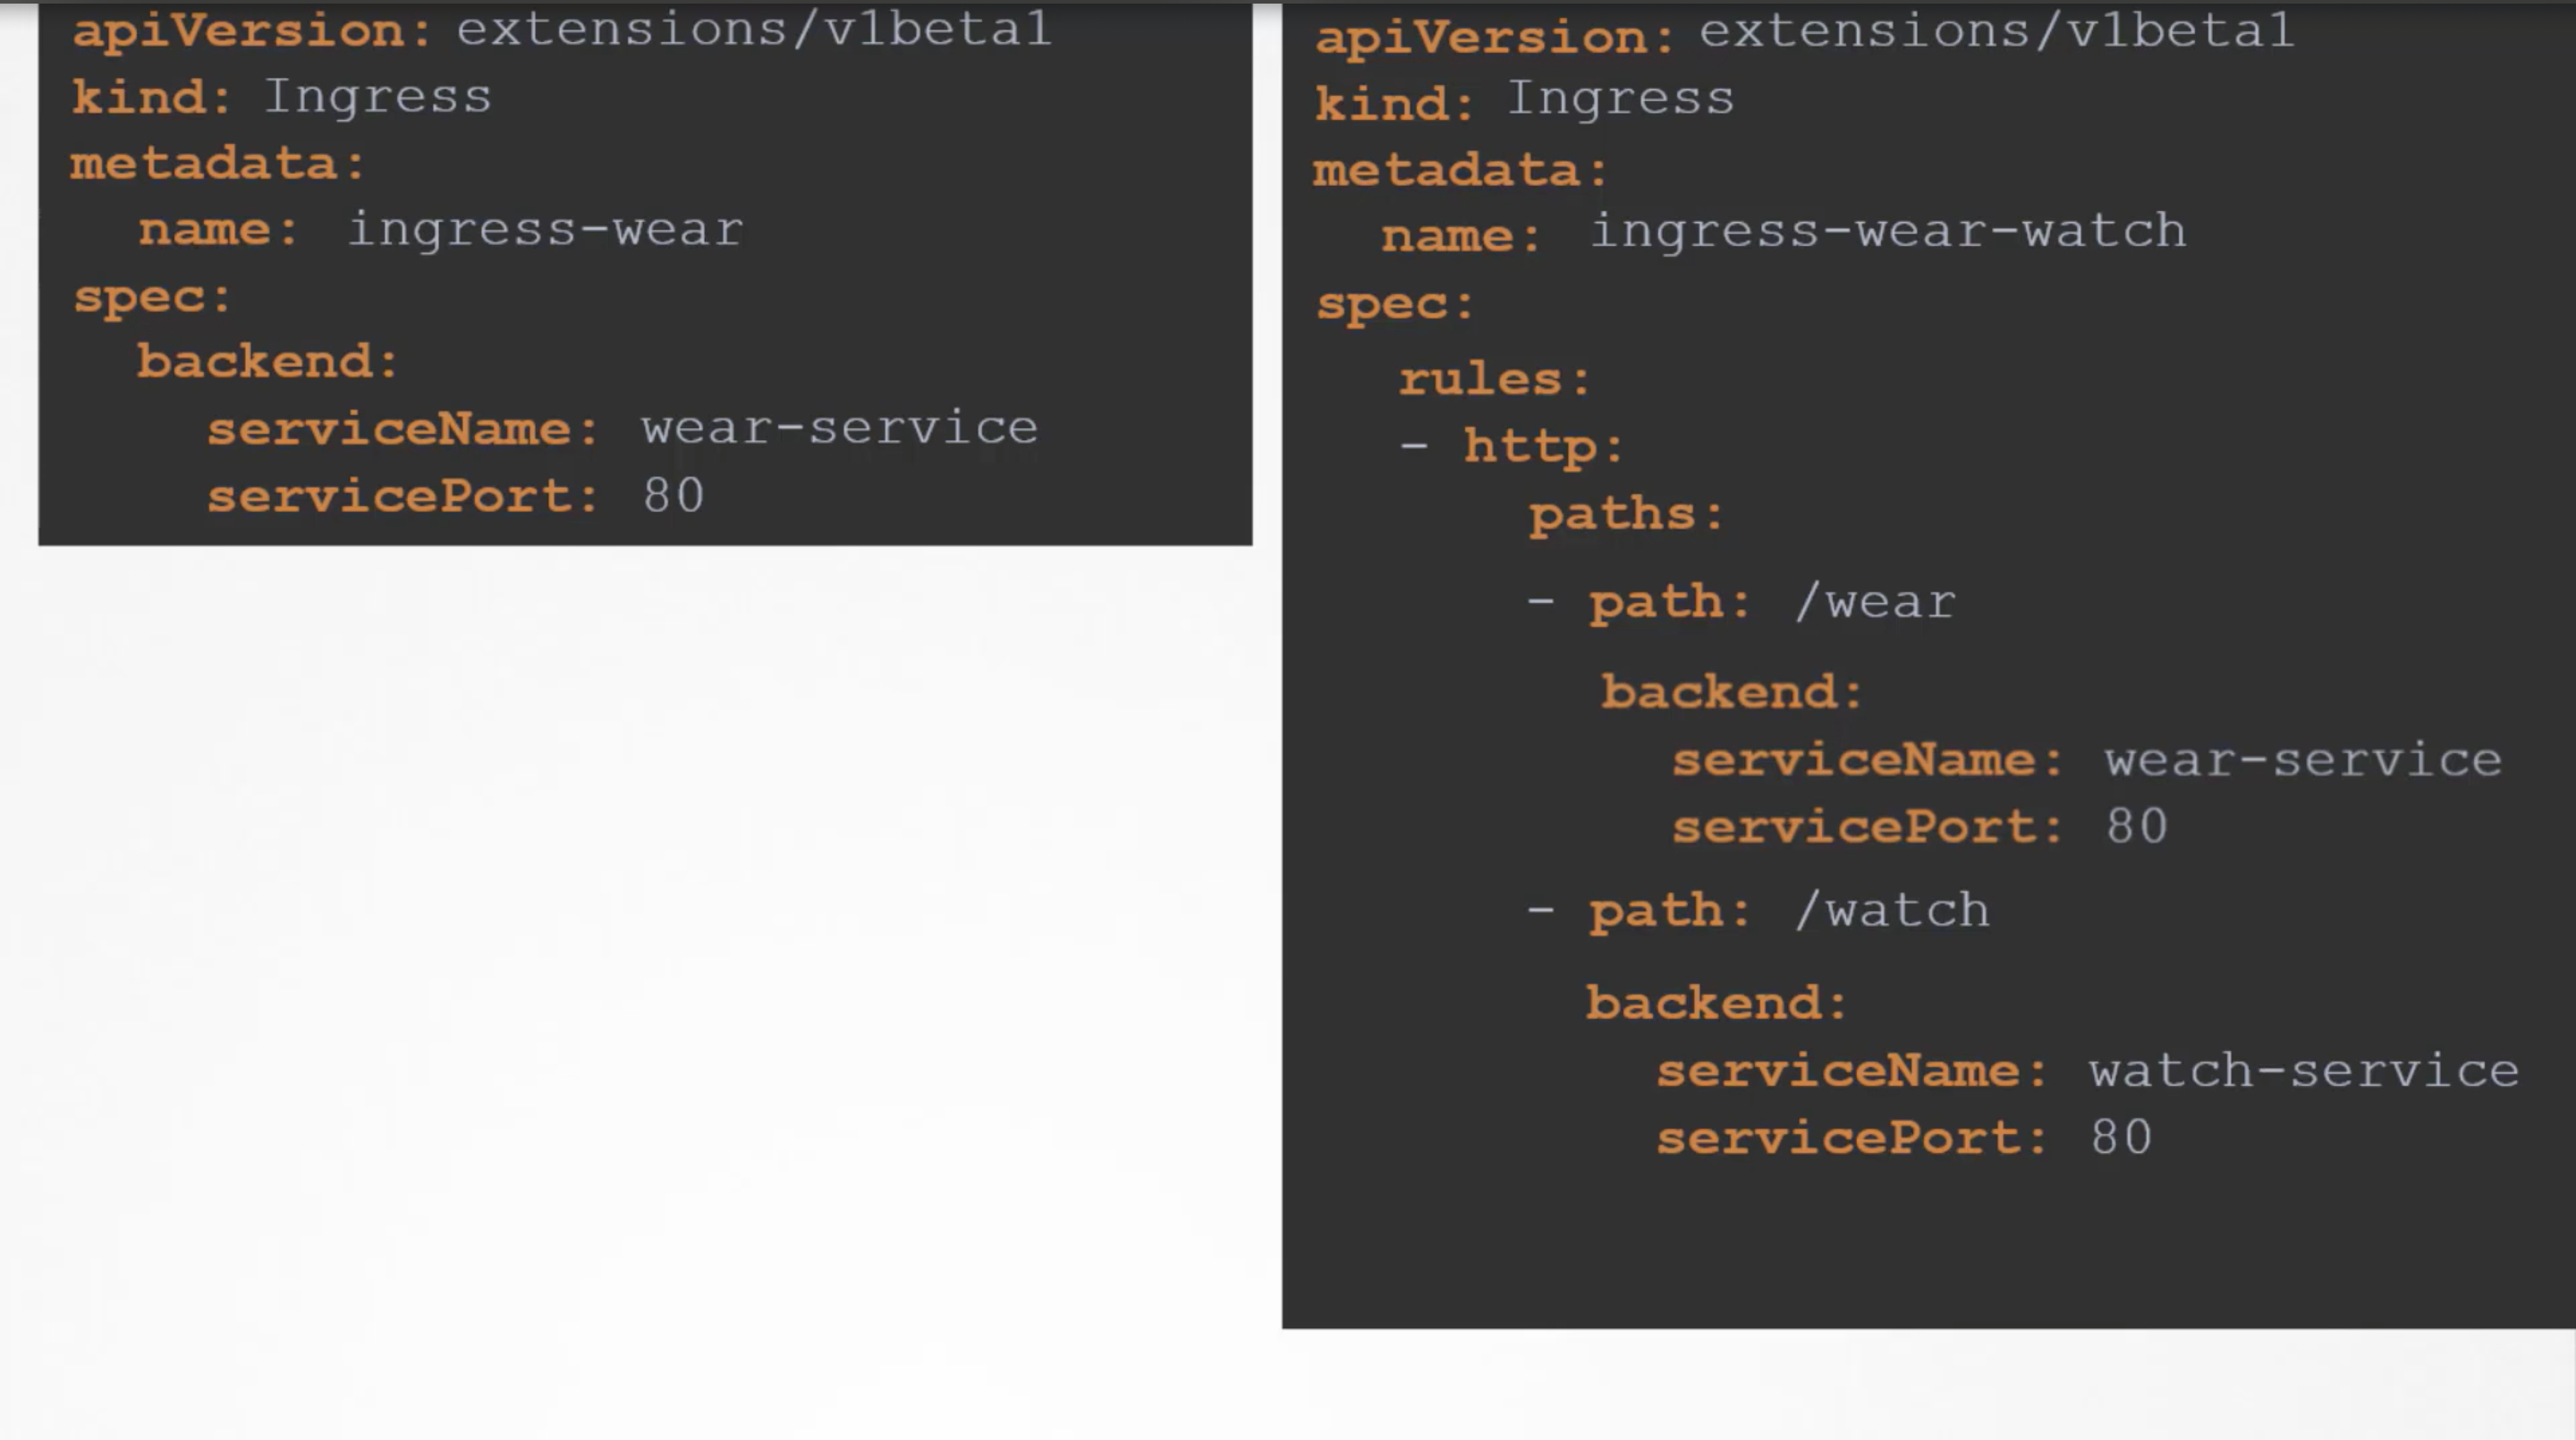 apiVersion: extensions/v1beta1
kind: Ingress
metadata:
  name: ingress-wear
spec:
  backend:
    serviceName: wear-service
    servicePort: 80
apiVersion: extensions/v1beta1
kind: Ingress
metadata:
  name: ingress-wear-watch
spec:
  rules:
  - http:
      paths:
      - path: /wear
        backend:
          serviceName: wear-service
          servicePort: 80
      - path: /watch
        backend:
          serviceName: watch-service
          servicePort: 80